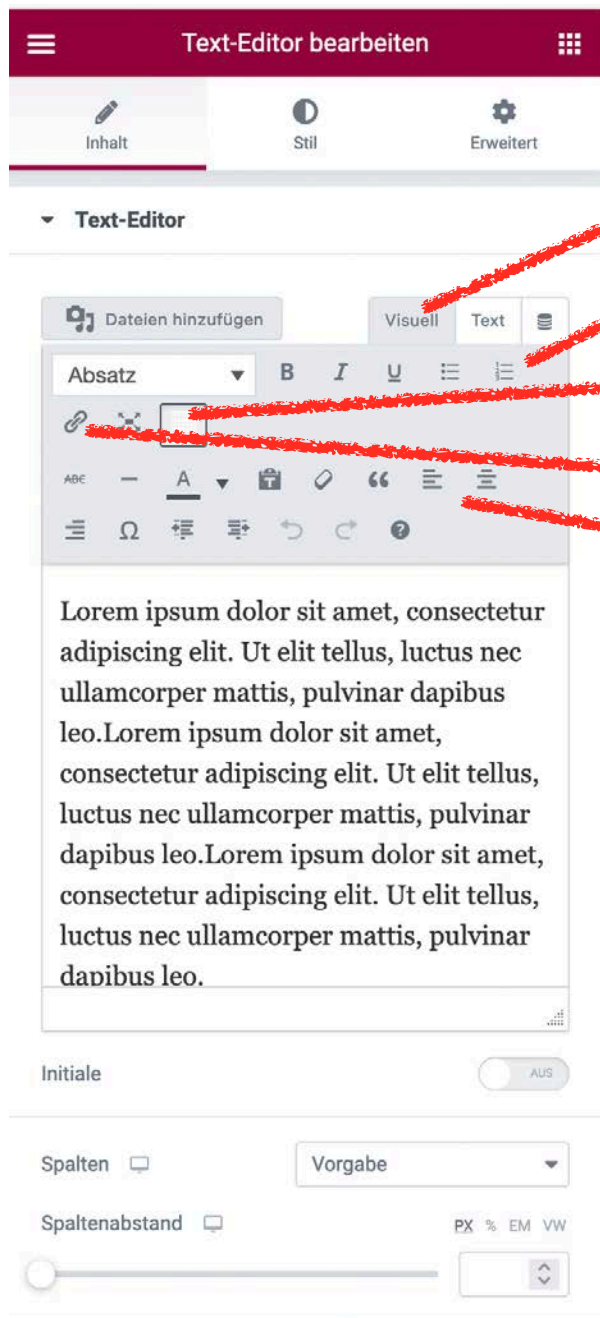 Text-Editor bearbeiten
Inhalt Stil Erweitert
Text-Editor
Dateien hinzufügen Visuell Text
Absatz B I U
ABC A T “
Ω ?
Lorem ipsum dolor sit amet, consectetur
adipiscing elit. Ut elit tellus, luctus nec
ullamcorper mattis, pulvinar dapibus
leo.Lorem ipsum dolor sit amet,
consectetur adipiscing elit. Ut elit tellus,
luctus nec ullamcorper mattis, pulvinar
dapibus leo.Lorem ipsum dolor sit amet,
consectetur adipiscing elit. Ut elit tellus,
luctus nec ullamcorper mattis, pulvinar
dapibus leo.
Initiale AUS
Spalten Vorgabe
Spaltenabstand PX % EM VW